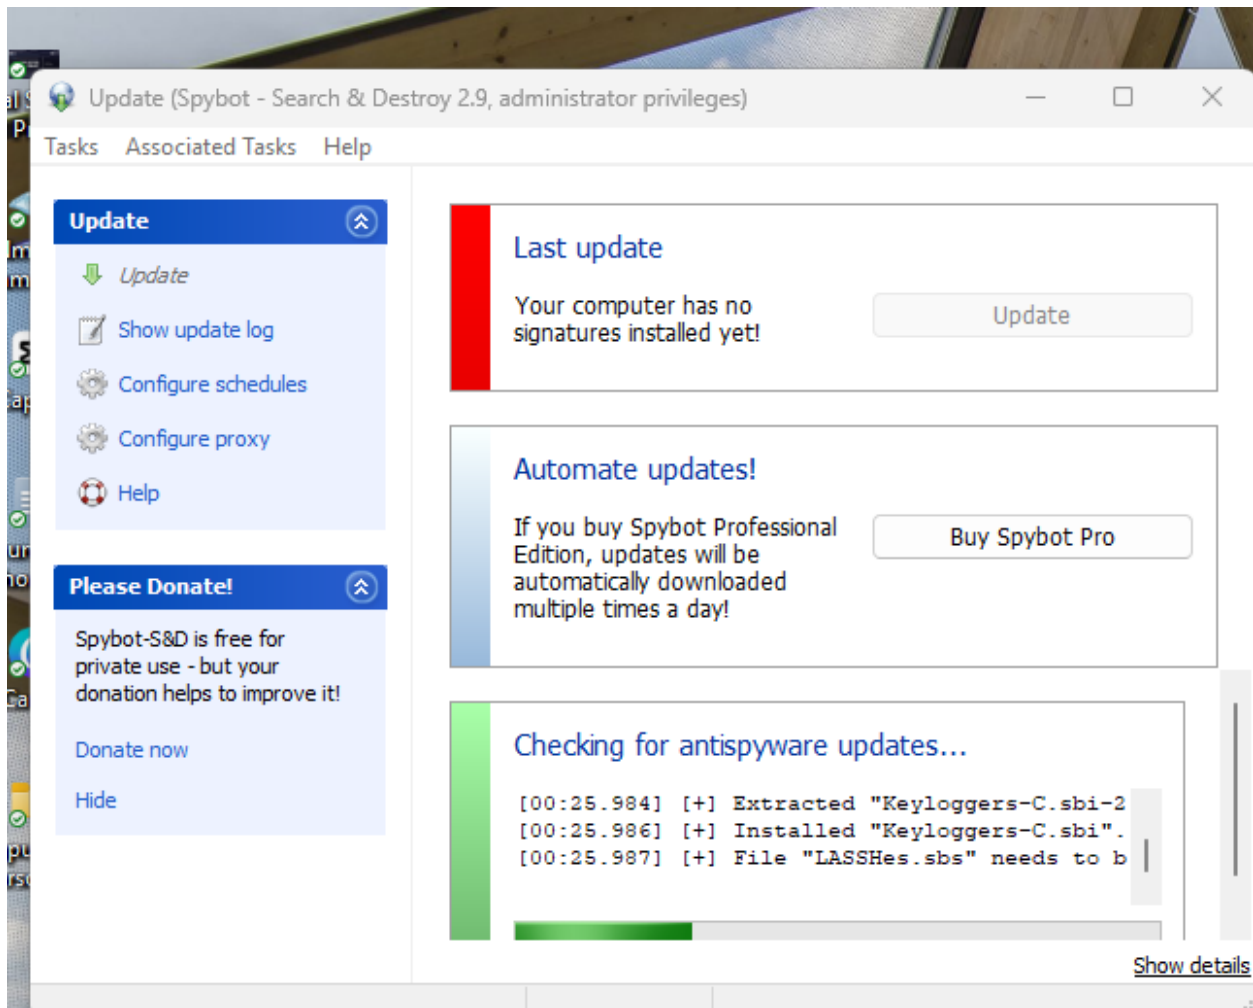 Update (Spybot - Search & Destroy 2.9, administrator privileges)
Tasks Associated Tasks Help
Update
Update
Show update log
Configure schedules
Configure proxy
Help
Please Donate!
Spybot-S&D is free for
private use - but your
donation helps to improve it!
Donate now
Hide
Last update
Your computer has no
signatures installed yet!
Update
Automate updates!
If you buy Spybot Professional
Edition, updates will be
automatically downloaded
multiple times a day!
Buy Spybot Pro
Checking for antispyware updates...
[00:25.984] [+] Extracted "Keyloggers-C.sbi-2
[00:25.986] [+] Installed "Keyloggers-C.sbi".
[00:25.987] [+] File "LASSHes.sbs" needs to b
Show details